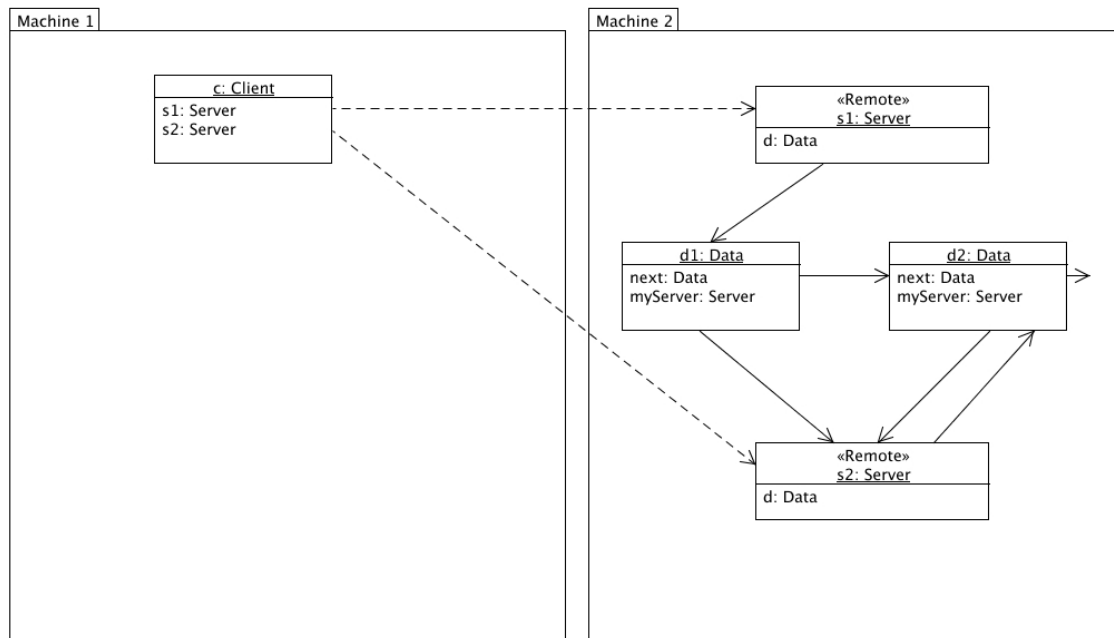 Machine 1
c: Client
s1: Server
s2: Server
Machine 2
«Remote»
s1: Server
d: Data
d1: Data
next: Data
myServer: Server
d2: Data
next: Data
myServer: Server
«Remote»
s2: Server
d: Data